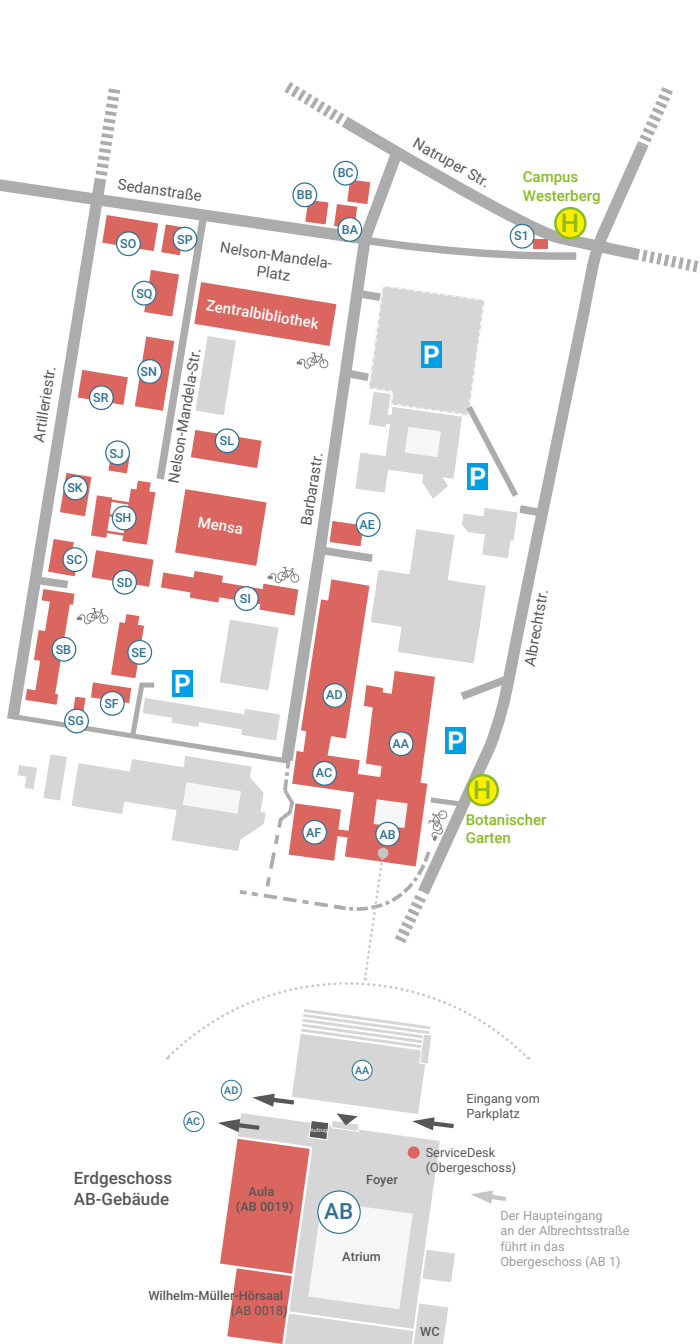 Natruper Str.
Campus
Westerberg
H
S1
BC
BB
BA
Sedanstraße
SO
SP
Nelson-Mandela-
Platz
SQ
Zentralbibliothek
P
SN
SR
Artilleriestr.
Nelson-Mandela-Str.
SL
SJ
Barbarastr.
P
SK
SH
Mensa
AE
SC
SD
SI
Albrechtstr.
SB
SE
P
SF
SG
AD
AA
P
AC
H
Botanischer
Garten
AF
AB
AA
AD
AC
Eingang vom
Parkplatz
ServiceDesk
(Obergeschoss)
Erdgeschoss
AB-Gebäude
Foyer
Aula
(AB 0019)
AB
Der Haupteingang
an der Albrechtsstraße
führt in das
Obergeschoss (AB 1)
Atrium
Wilhelm-Müller-Hörsaal
(AB 0018)
WC